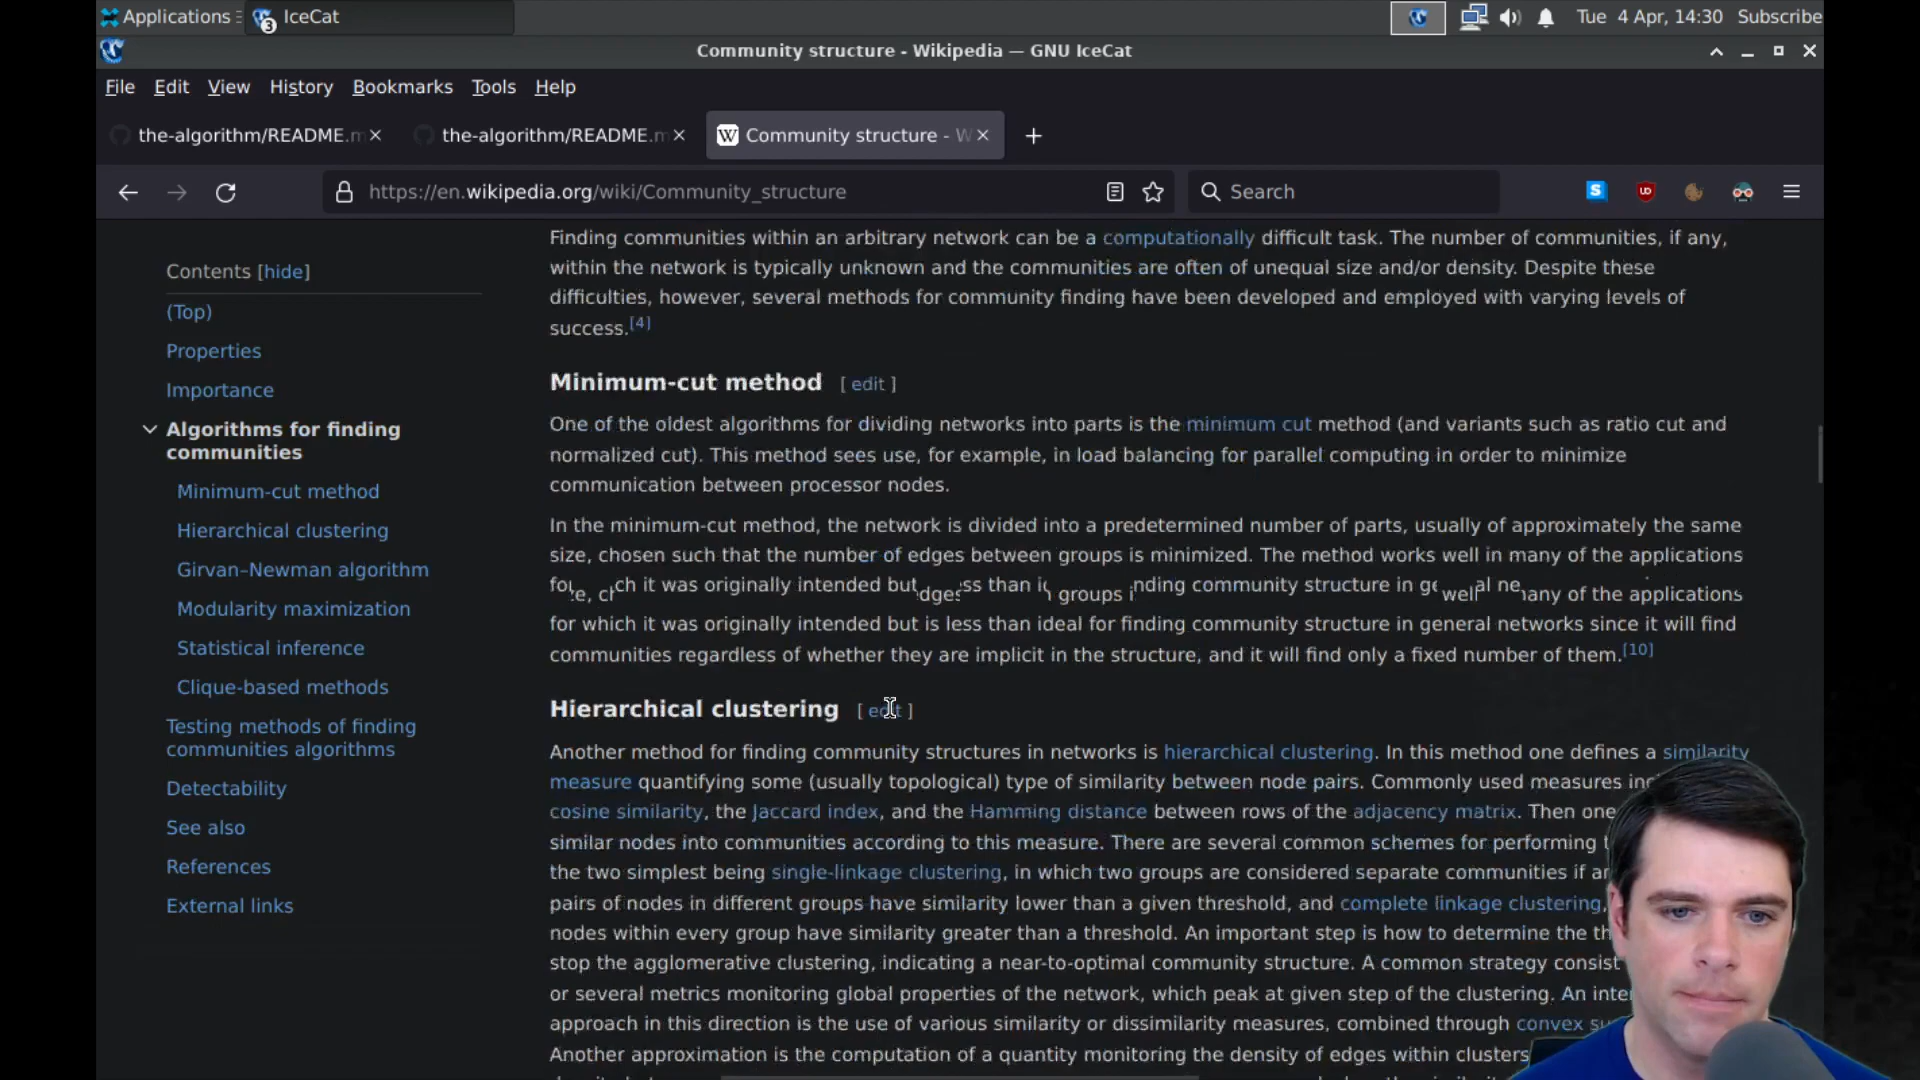 Applications
3 IceCat
Tue 4 Apr, 14:30 Subscribe
Community structure - Wikipedia — GNU IceCat
File Edit View History Bookmarks Tools Help
the-algorithm/README.m
the-algorithm/README.m
W Community structure - W
https://en.wikipedia.org/wiki/Community_structure
Search
S
UD
Contents [hide]
(Top)
Properties
Importance
Algorithms for finding
communities
Minimum-cut method
Hierarchical clustering
Girvan–Newman algorithm
Modularity maximization
Statistical inference
Clique-based methods
Testing methods of finding
communities algorithms
Detectability
See also
References
External links
Finding communities within an arbitrary network can be a computationally difficult task. The number of communities, if any,
within the network is typically unknown and the communities are often of unequal size and/or density. Despite these
difficulties, however, several methods for community finding have been developed and employed with varying levels of
success.[4]
Minimum-cut method [ edit ]
One of the oldest algorithms for dividing networks into parts is the minimum cut method (and variants such as ratio cut and
normalized cut). This method sees use, for example, in load balancing for parallel computing in order to minimize
communication between processor nodes.
In the minimum-cut method, the network is divided into a predetermined number of parts, usually of approximately the same
size, chosen such that the number of edges between groups is minimized. The method works well in many of the applications
it was originally intended but than finding community structure in
groups well many of the applications
for which it was originally intended but is less than ideal for finding community structure in general networks since it will find
communities regardless of whether they are implicit in the structure, and it will find only a fixed number of them.[10]
Hierarchical clustering [ edit ]
Another method for finding community structures in networks is hierarchical clustering. In this method one defines a similarity
measure quantifying some (usually topological) type of similarity between node pairs. Commonly used measures
cosine similarity, the Jaccard index, and the Hamming distance between rows of the adjacency matrix. Then one
similar nodes into communities according to this measure. There are several common schemes for performing
the two simplest being single-linkage clustering, in which two groups are considered separate communities if
pairs of nodes in different groups have similarity lower than a given threshold, and complete linkage clustering,
nodes within every group have similarity greater than a threshold. An important step is how to determine the
stop the agglomerative clustering, indicating a near-to-optimal community structure. A common strategy consist
or several metrics monitoring global properties of the network, which peak at given step of the clustering. An
approach in this direction is the use of various similarity or dissimilarity measures, combined through convex
Another approximation is the computation of a quantity monitoring the density of edges within clusters